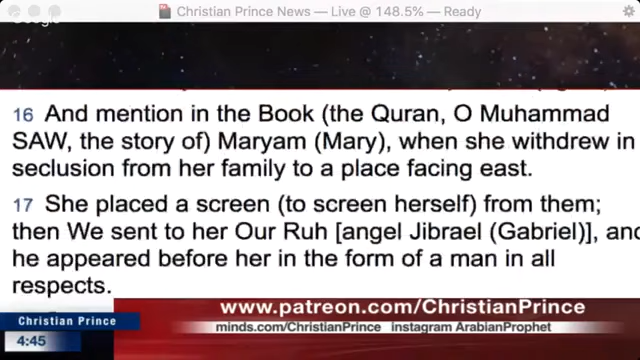 Christian Prince News — Live @ 148.5% — Ready
16 And mention in the Book (the Quran, O Muhammad
SAW, the story of) Maryam (Mary), when she withdrew in
seclusion from her family to a place facing east.
17 She placed a screen (to screen herself) from them;
then We sent to her Our Ruh [angel Jibrael (Gabriel)], and
he appeared before her in the form of a man in all
respects.
www.patreon.com/ChristianPrince
Christian Prince
minds.com/ChristianPrince instagram ArabianProphet
4:45